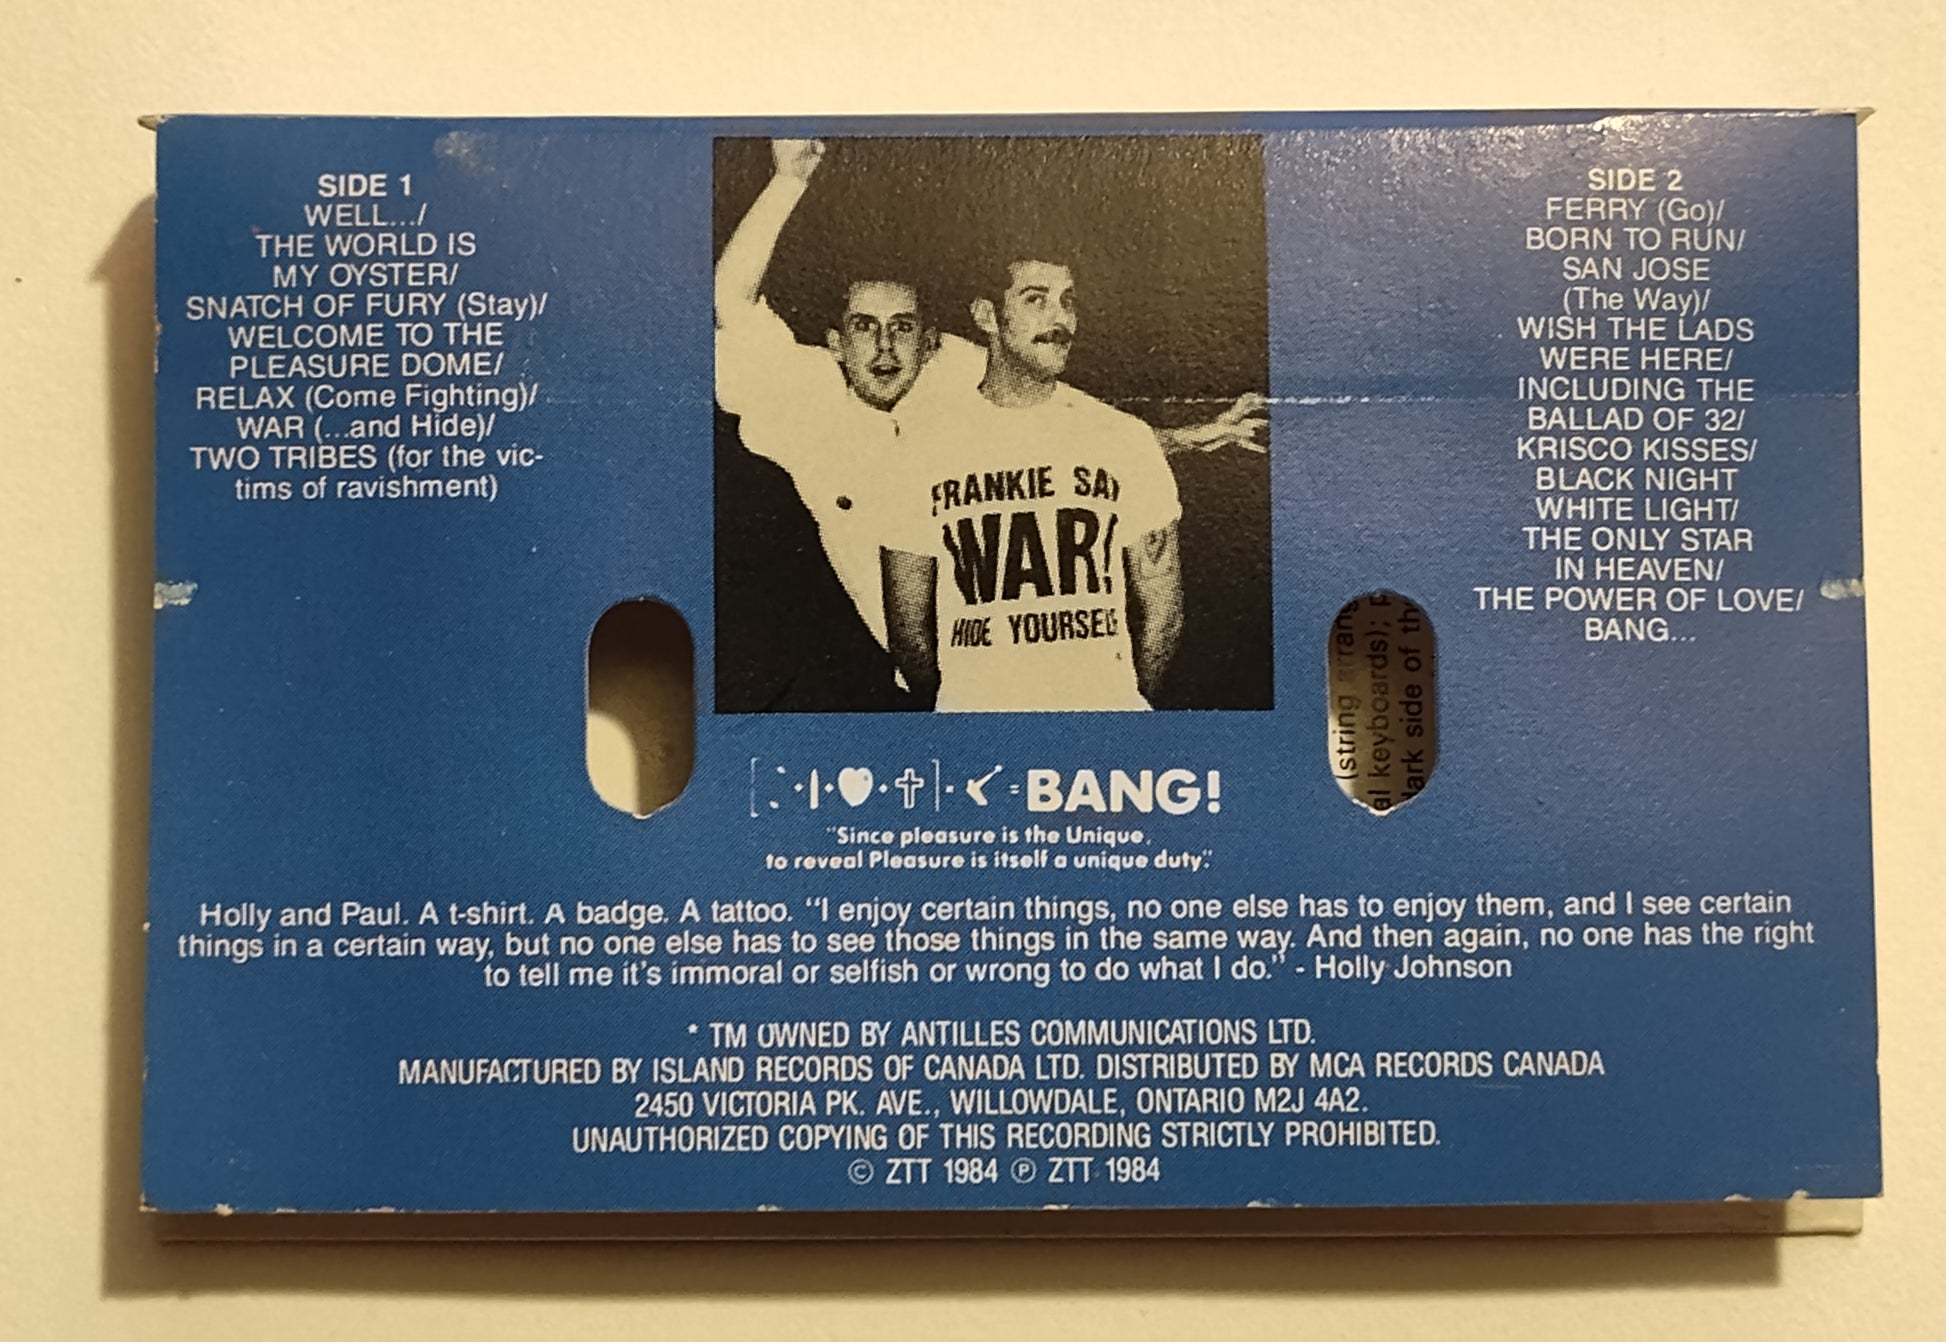 SIDE 1
WELL.../
THE WORLD IS
MY OYSTER/
SNATCH OF FURY (Stay)/
WELCOME TO THE
PLEASURE DOME/
RELAX (Come Fighting)/
WAR (...and Hide)/
TWO TRIBES (for the vic-
tims of ravishment)
FRANKIE SAY
WAR!
HIDE YOURSELF
SIDE 2
FERRY (Go)/
BORN TO RUN/
SAN JOSE
(The Way)/
WISH THE LADS
WERE HERE/
INCLUDING THE
BALLAD OF 32/
KRISCO KISSES/
BLACK NIGHT
WHITE LIGHT/
THE ONLY STAR
IN HEAVEN/
THE POWER OF LOVE/
BANG...
(string arrang
al keyboards);
dark side of th
= BANG!
"Since pleasure is the Unique,
to reveal Pleasure is itself a unique duty."
Holly and Paul. A t-shirt. A badge. A tattoo. "I enjoy certain things, no one else has to enjoy them, and I see certain
things in a certain way, but no one else has to see those things in the same way. And then again, no one has the right
to tell me it's immoral or selfish or wrong to do what I do." - Holly Johnson
* TM OWNED BY ANTILLES COMMUNICATIONS LTD.
MANUFACTURED BY ISLAND RECORDS OF CANADA LTD. DISTRIBUTED BY MCA RECORDS CANADA
2450 VICTORIA PK. AVE., WILLOWDALE, ONTARIO M2J 4A2.
UNAUTHORIZED COPYING OF THIS RECORDING STRICTLY PROHIBITED.
© ZTT 1984 ℗ ZTT 1984